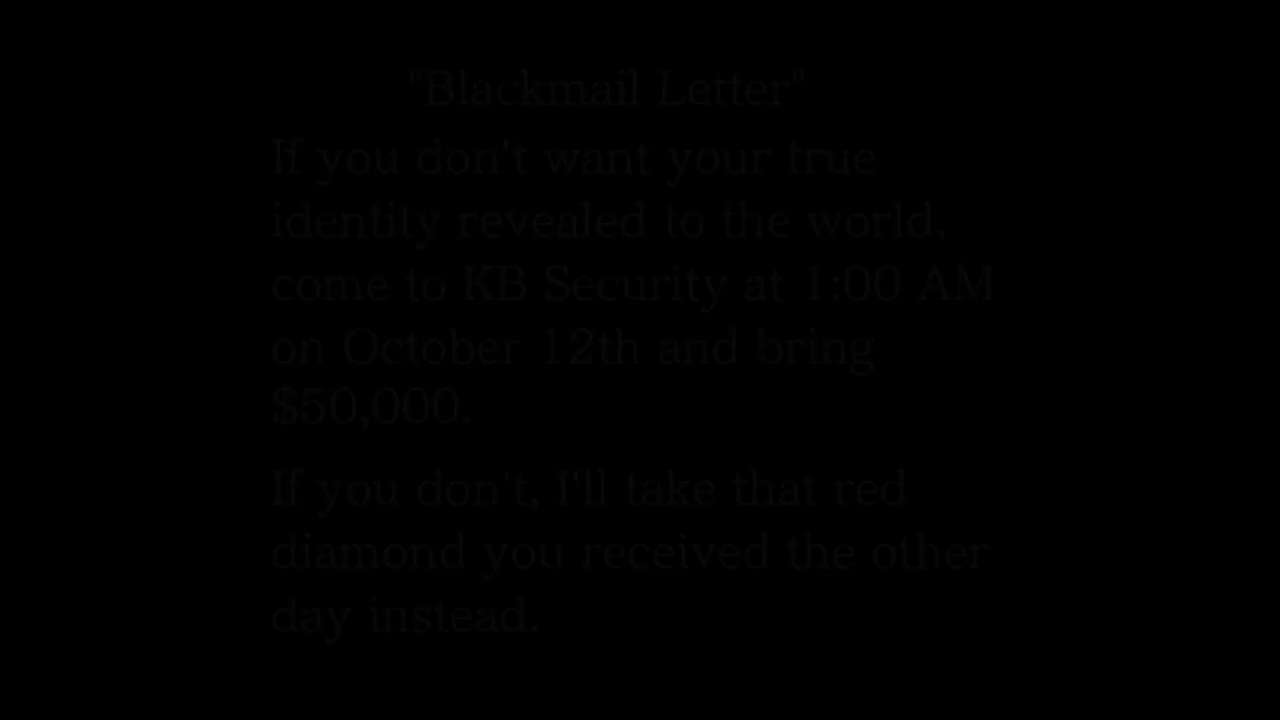 "Blackmail Letter"
If you don't want your true
identity revealed to the world,
come to KB Security at 1:00 AM
on October 12th and bring
$50,000.
If you don't, I'll take that red
diamond you received the other
day instead.